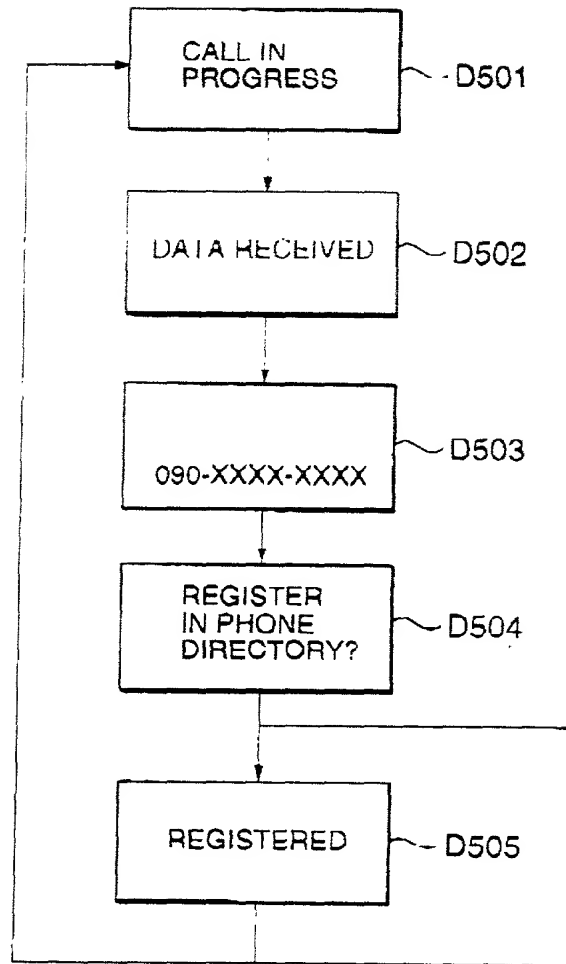 CALL IN
PROGRESS
D501
DATA RECEIVED
D502
090-XXXX-XXXX
D503
REGISTER
IN PHONE
DIRECTORY?
D504
REGISTERED
D505